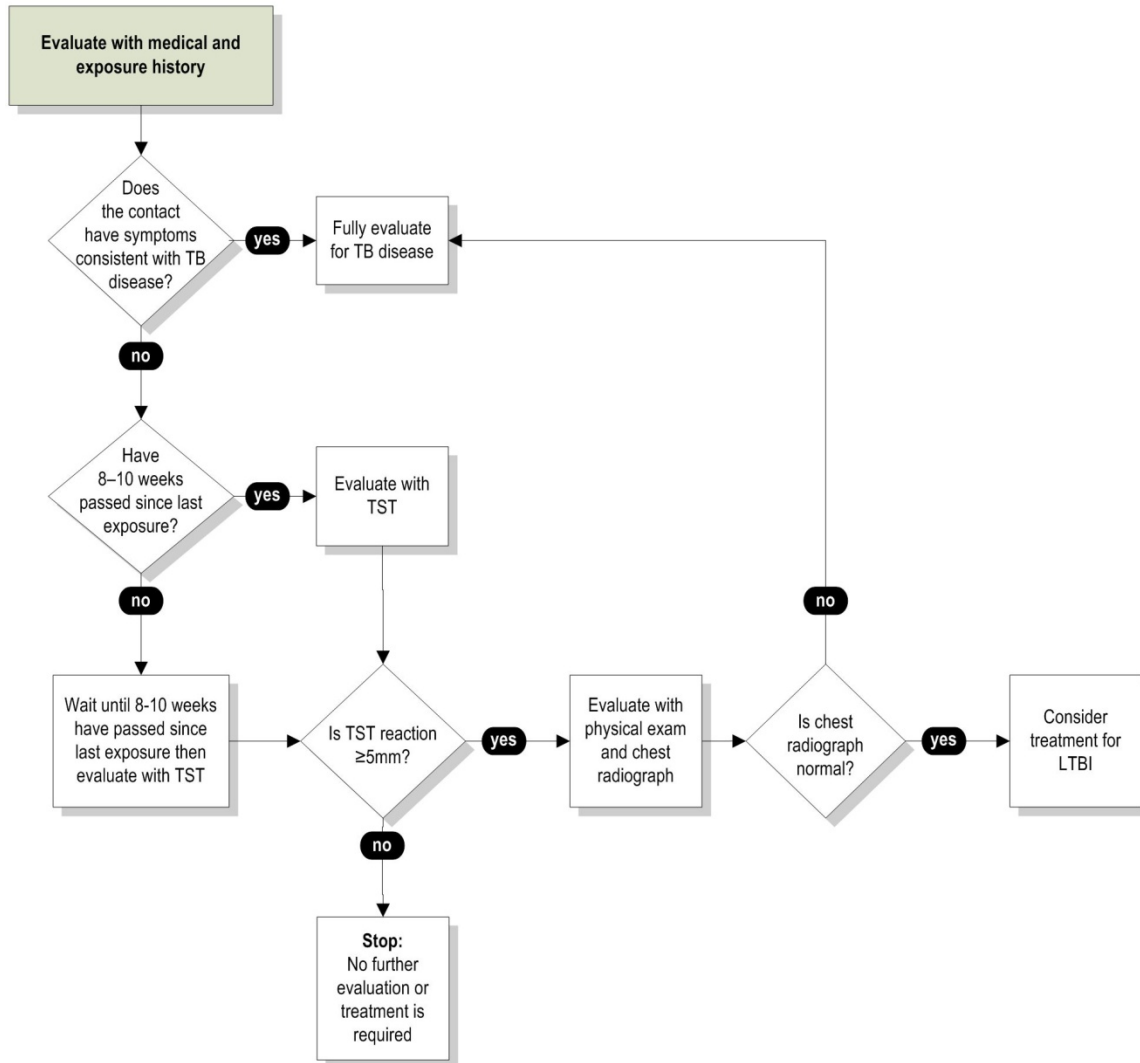 Evaluate with medical and
exposure history
Does
the contact
have symptoms
consistent with TB
disease?
yes
Fully evaluate
for TB disease
no
Have
8–10 weeks
passed since last
exposure?
yes
Evaluate with
TST
no
no
Wait until 8-10 weeks
have passed since
last exposure then
evaluate with TST
Is TST reaction
≥5mm?
yes
Evaluate with
physical exam
and chest
radiograph
Is chest
radiograph
normal?
yes
Consider
treatment for
LTBI
no
Stop:
No further
evaluation or
treatment is
required